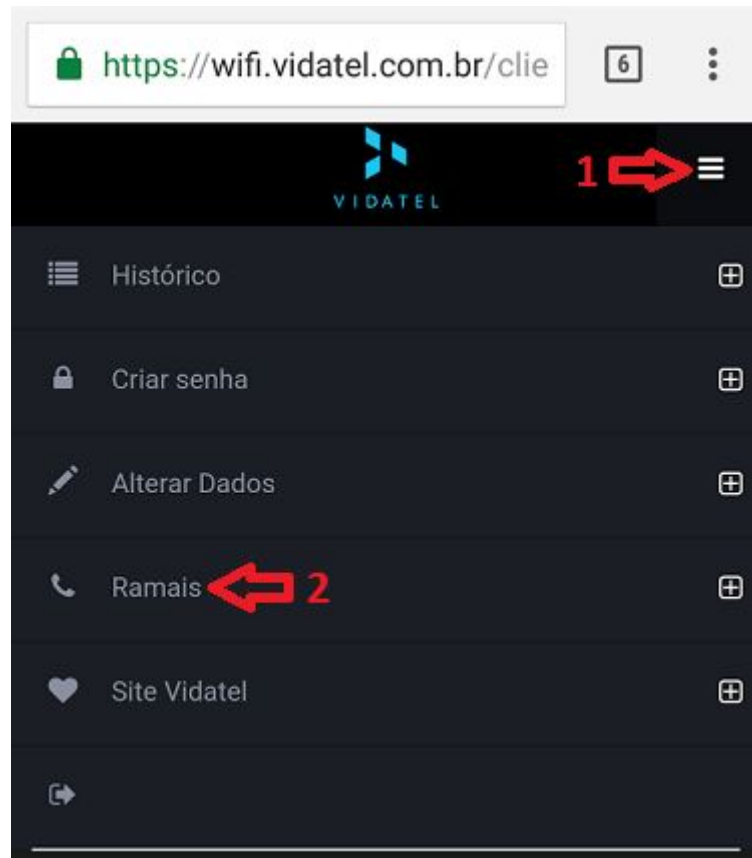 https://wifi.vidatel.com.br/clie 6
VIDATEL
1
Histórico
Criar senha
Alterar Dados
Ramais 2
Site Vidatel